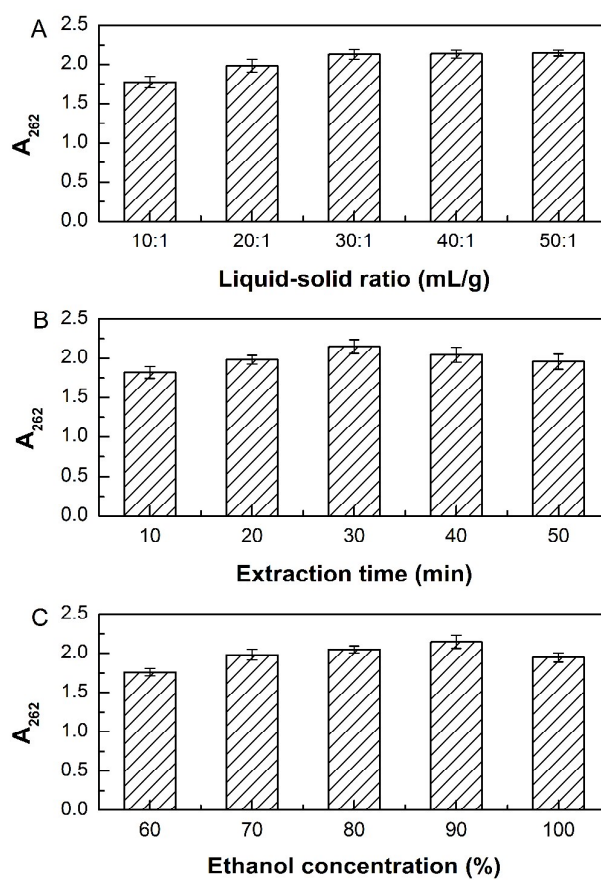 A
2.5
2.0
1.5
1.0
0.5
0.0
A262
10:1 20:1 30:1 40:1 50:1
Liquid-solid ratio (mL/g)
B
2.5
2.0
1.5
1.0
0.5
0.0
A262
10 20 30 40 50
Extraction time (min)
C
2.5
2.0
1.5
1.0
0.5
0.0
A262
60 70 80 90 100
Ethanol concentration (%)